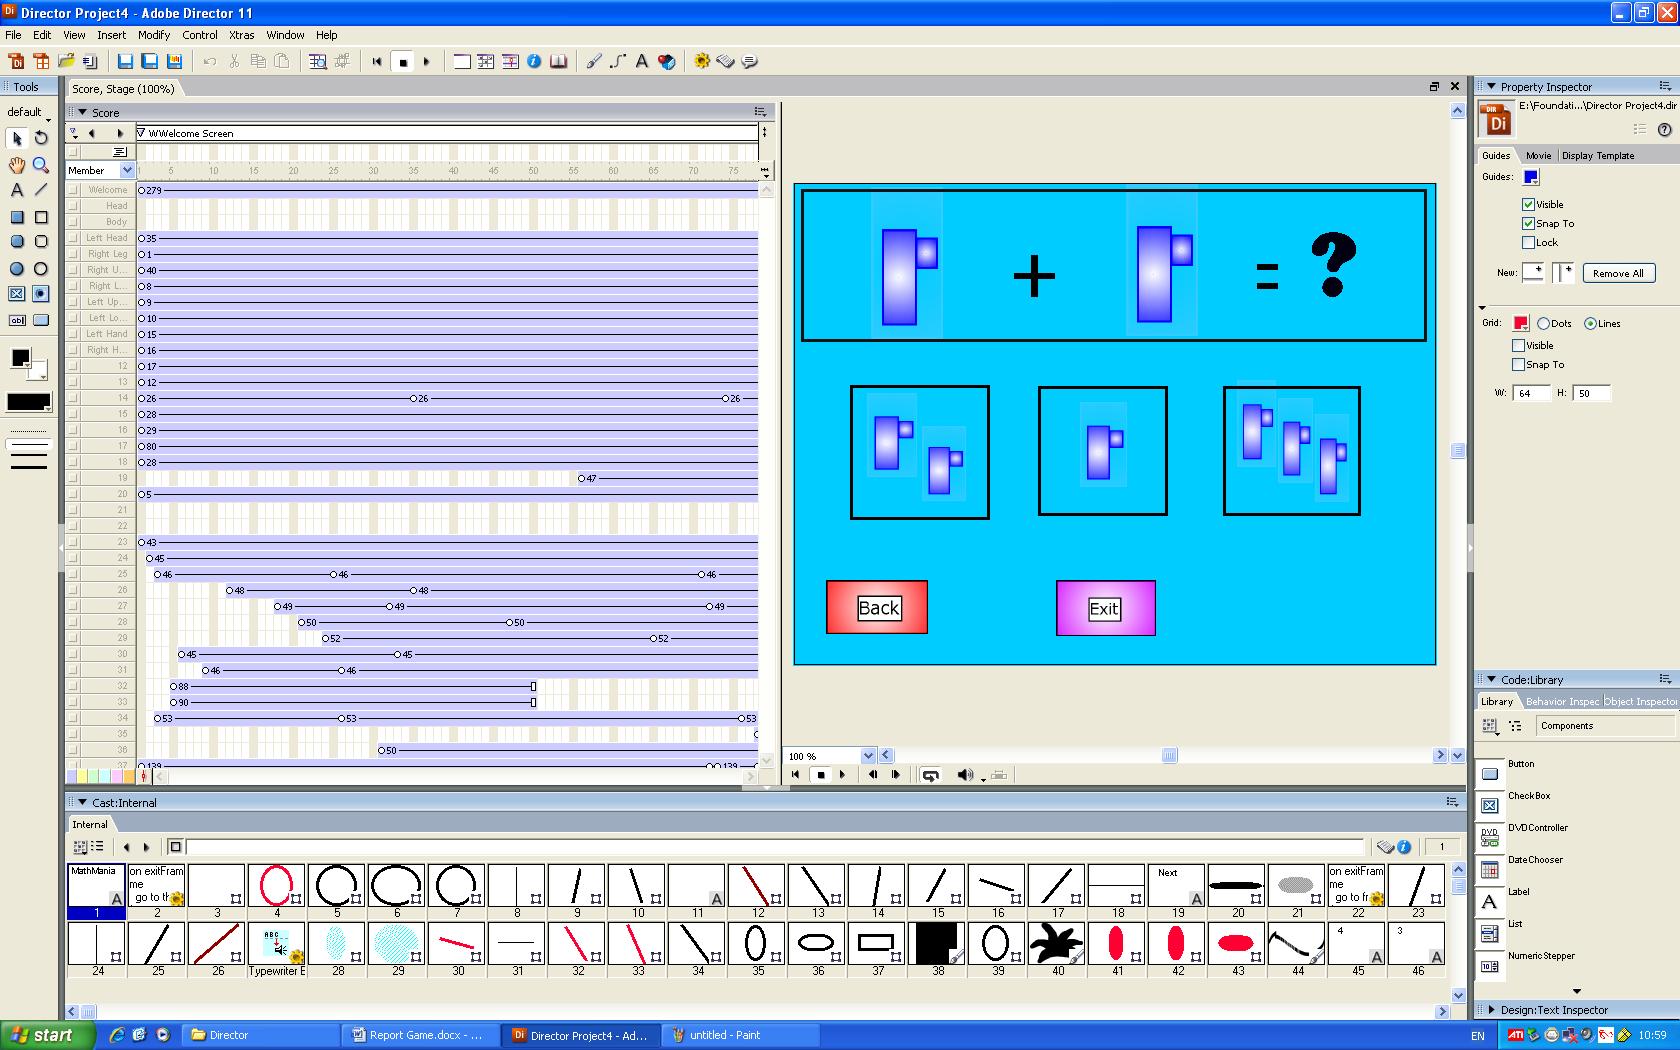 Director Project4 - Adobe Director 11
File Edit View Insert Modify Control Xtras Window Help
Tools
default
Score, Stage (100%)
Score
WWelcome Screen
Member
1 5 10 15 20 25 30 35 40 45 50 55 60 65 70 75
Welcome 279
Head
Body
Left Head 35
Right Leg 1
Right U... 40
Right L... 8
Left Up... 9
Left Lo... 10
Left Hand 15
Right H... 16
12 17
13 12
14 26 26 26
15 28
16 29
17 80
18 28
19 47
20 5
21
22
23 43
24 45
25 46 46 46
26 48 48
27 49 49 49
28 50 50
29 52 52
30 45 45
31 46 46
32 88
33 90
34 53 53 53
35
36 50
37 139 139
+ = ?
Back Exit
100 %
Property Inspector
E:\Foundati...\Director Project4.dir
DIR
Di
Guides Movie Display Template
Guides:
Visible
Snap To
Lock
New: Remove All
Grid: Dots Lines
Visible
Snap To
W: 64 H: 50
Code:Library
Library Behavior Inspec Object Inspector
Components
Button
CheckBox
DVDController
DateChooser
Label
List
NumericStepper
Design:Text Inspector
Cast:Internal
Internal
1
MathMania
on exitFram
me
go to th
Next
on exitFram
me
go to fr
1 2 3 4 5 6 7 8 9 10 11 12 13 14 15 16 17 18 19 20 21 22 23
ABC
4
3
24 25 26 Typewriter E 28 29 30 31 32 33 34 35 36 37 38 39 40 41 42 43 44 45 46
start Director Report Game.docx - ... Director Project4 - Ad... untitled - Paint EN ATI 10:59